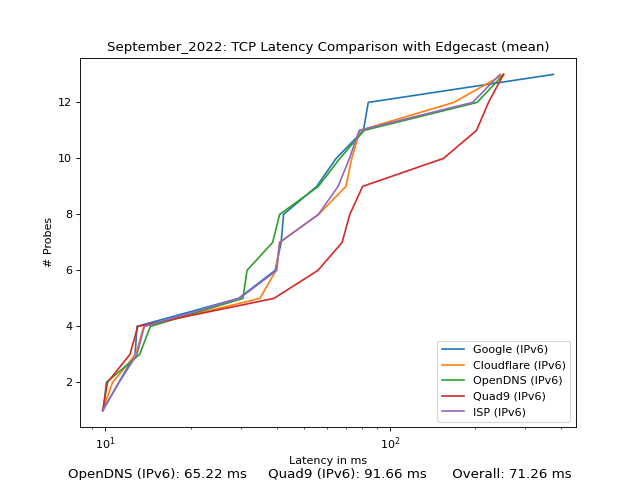 September_2022: TCP Latency Comparison with Edgecast (mean)
12
10
8
6
4
2
# Probes
Google (IPv6)
Cloudflare (IPv6)
OpenDNS (IPv6)
Quad9 (IPv6)
ISP (IPv6)
10¹ 10²
Latency in ms
OpenDNS (IPv6): 65.22 ms Quad9 (IPv6): 91.66 ms Overall: 71.26 ms